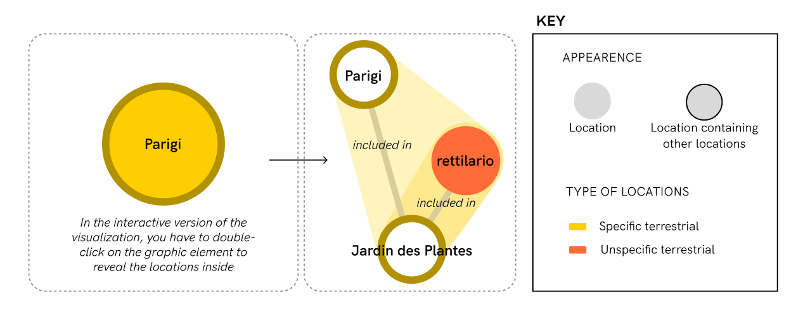 Parigi
In the interactive version of the
visualization, you have to double-
click on the graphic element to
reveal the locations inside
Parigi
included in
rettilario
included in
Jardin des Plantes
KEY
APPEARENCE
Location
Location containing
other locations
TYPE OF LOCATIONS
Specific terrestrial
Unspecific terrestrial